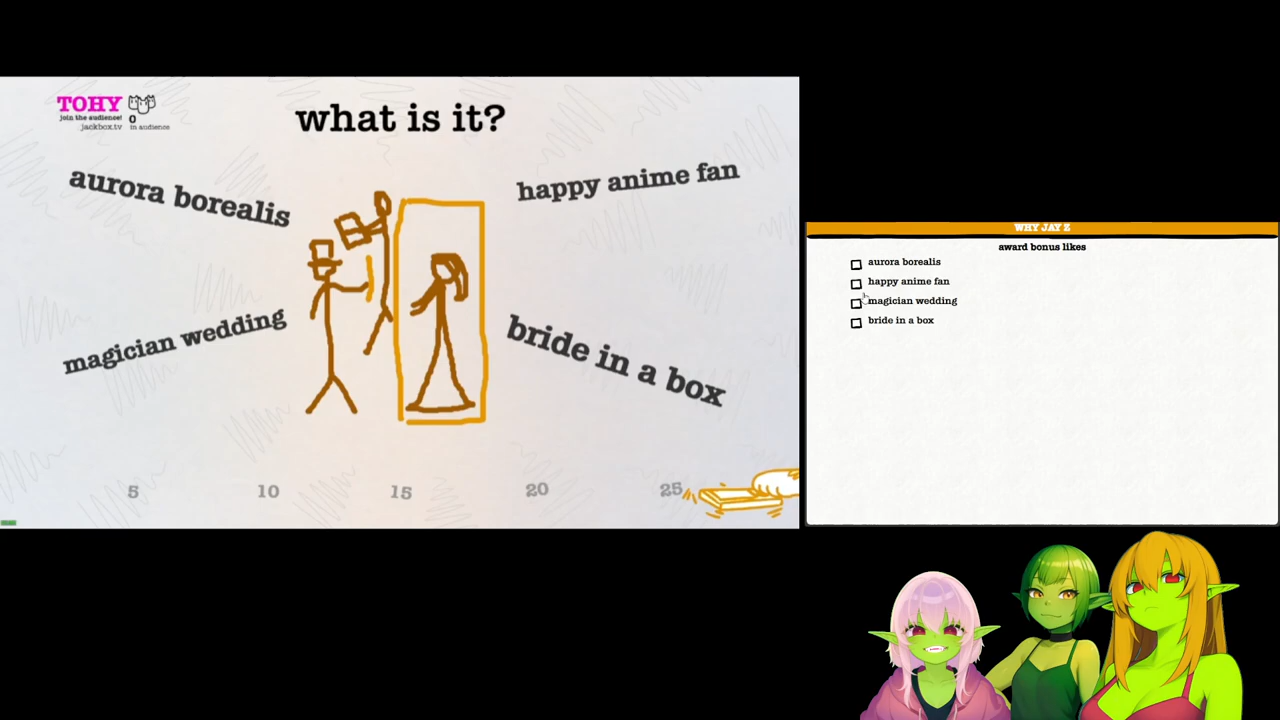 TOHY
join the audience!
jackbox.tv
0
in audience
what is it?
aurora borealis
happy anime fan
magician wedding
bride in a box
5
10
15
20
25
WHY JAY Z
award bonus likes
aurora borealis
happy anime fan
magician wedding
bride in a box